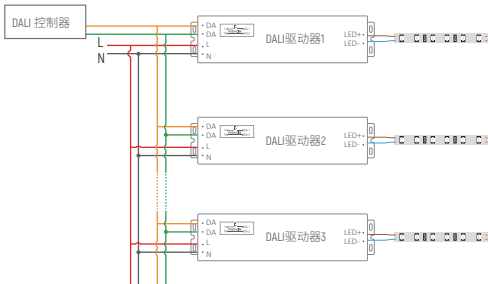 DALI 控制器
L
N
DA
DA
L
N
DALI驱动器1
LED+
LED-
DA
DA
L
N
DALI驱动器2
LED+
LED-
DA
DA
L
N
DALI驱动器3
LED+
LED-